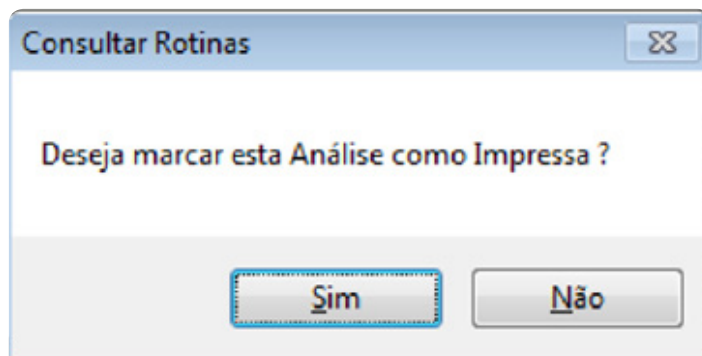 Consultar Rotinas
Deseja marcar esta Análise como Impressa ?
Sim Não